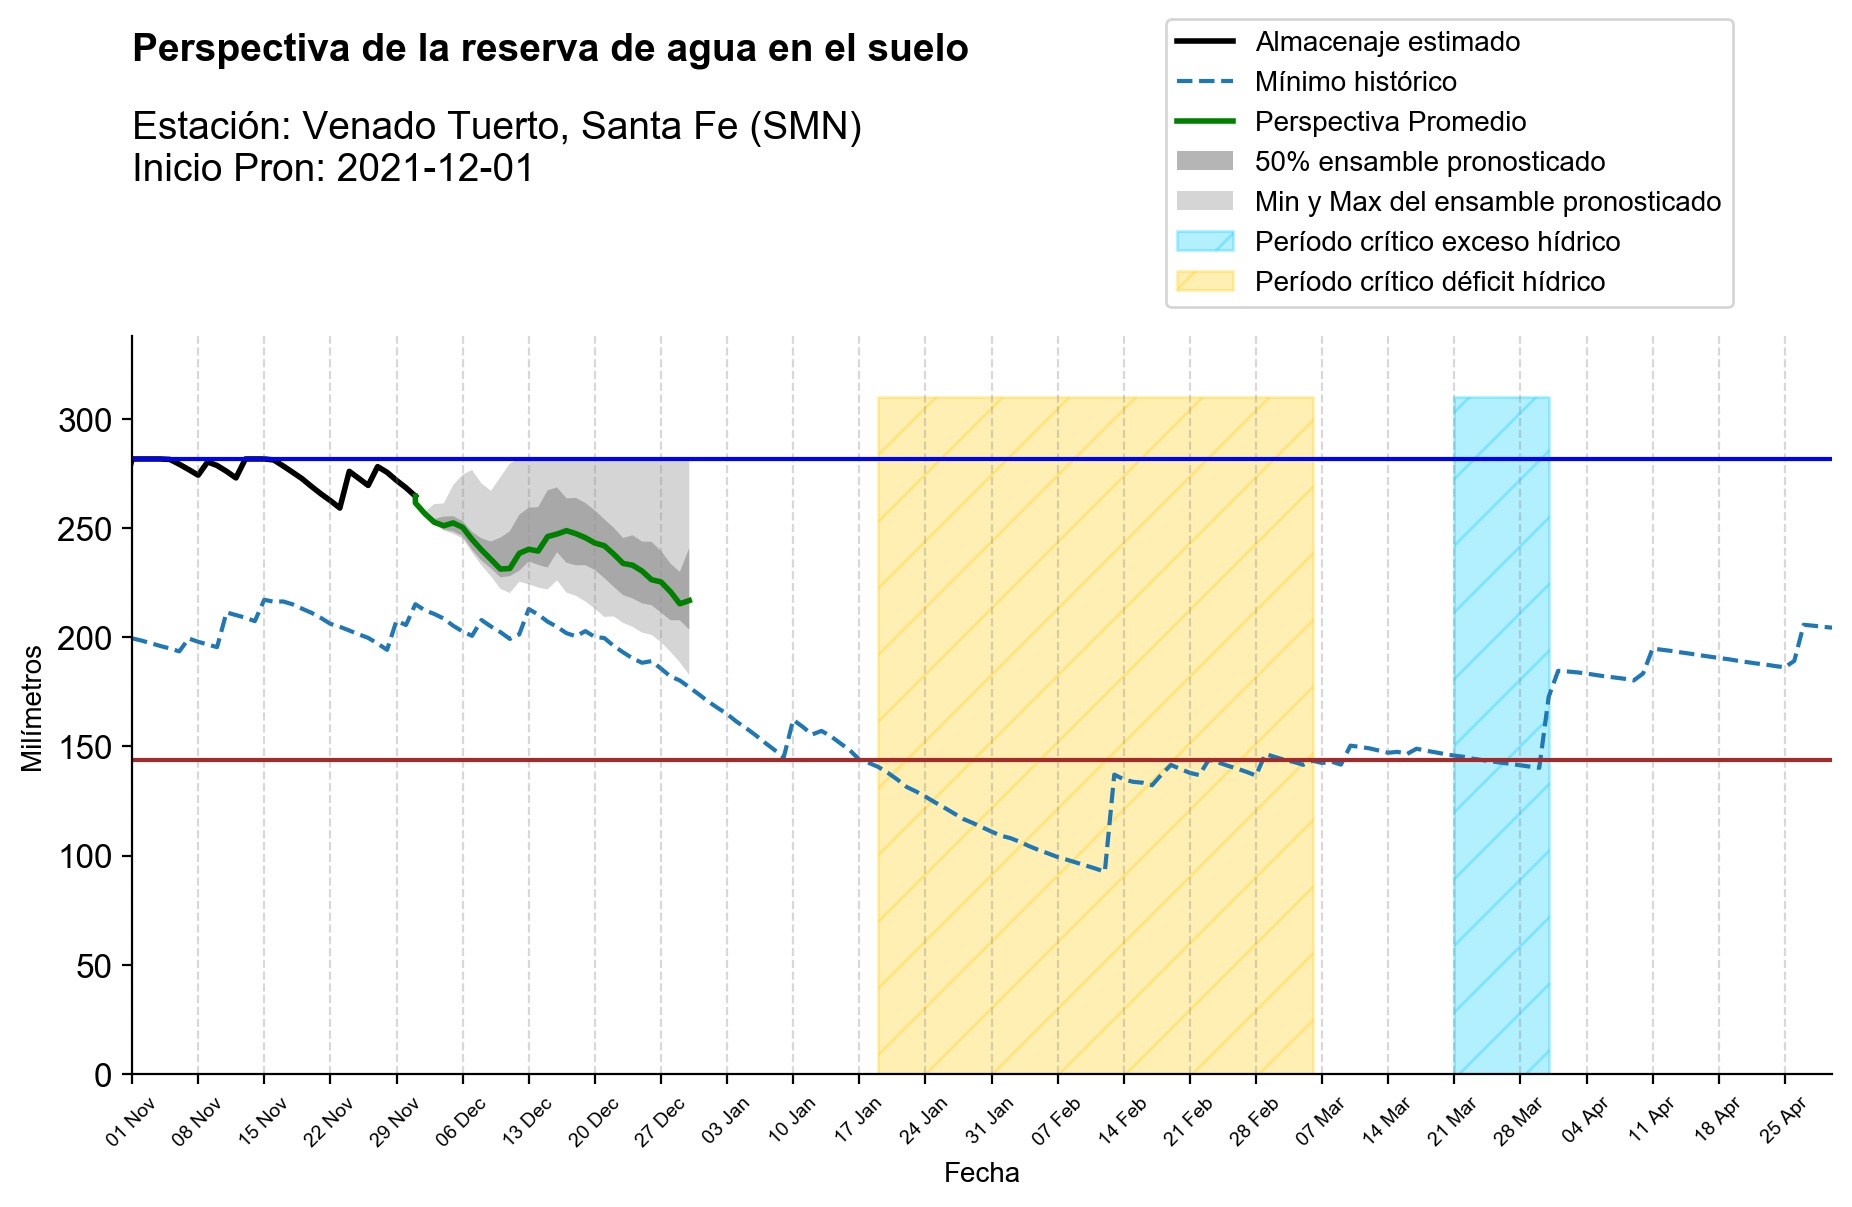 Perspectiva de la reserva de agua en el suelo
Estación: Venado Tuerto, Santa Fe (SMN)
Inicio Pron: 2021-12-01
Almacenaje estimado
Mínimo histórico
Perspectiva Promedio
50% ensamble pronosticado
Min y Max del ensamble pronosticado
Período crítico exceso hídrico
Período crítico déficit hídrico
Milímetros
300
250
200
150
100
50
0
01 Nov
08 Nov
15 Nov
22 Nov
29 Nov
06 Dec
13 Dec
20 Dec
27 Dec
03 Jan
10 Jan
17 Jan
24 Jan
31 Jan
07 Feb
14 Feb
21 Feb
28 Feb
07 Mar
14 Mar
21 Mar
28 Mar
04 Apr
11 Apr
18 Apr
25 Apr
Fecha